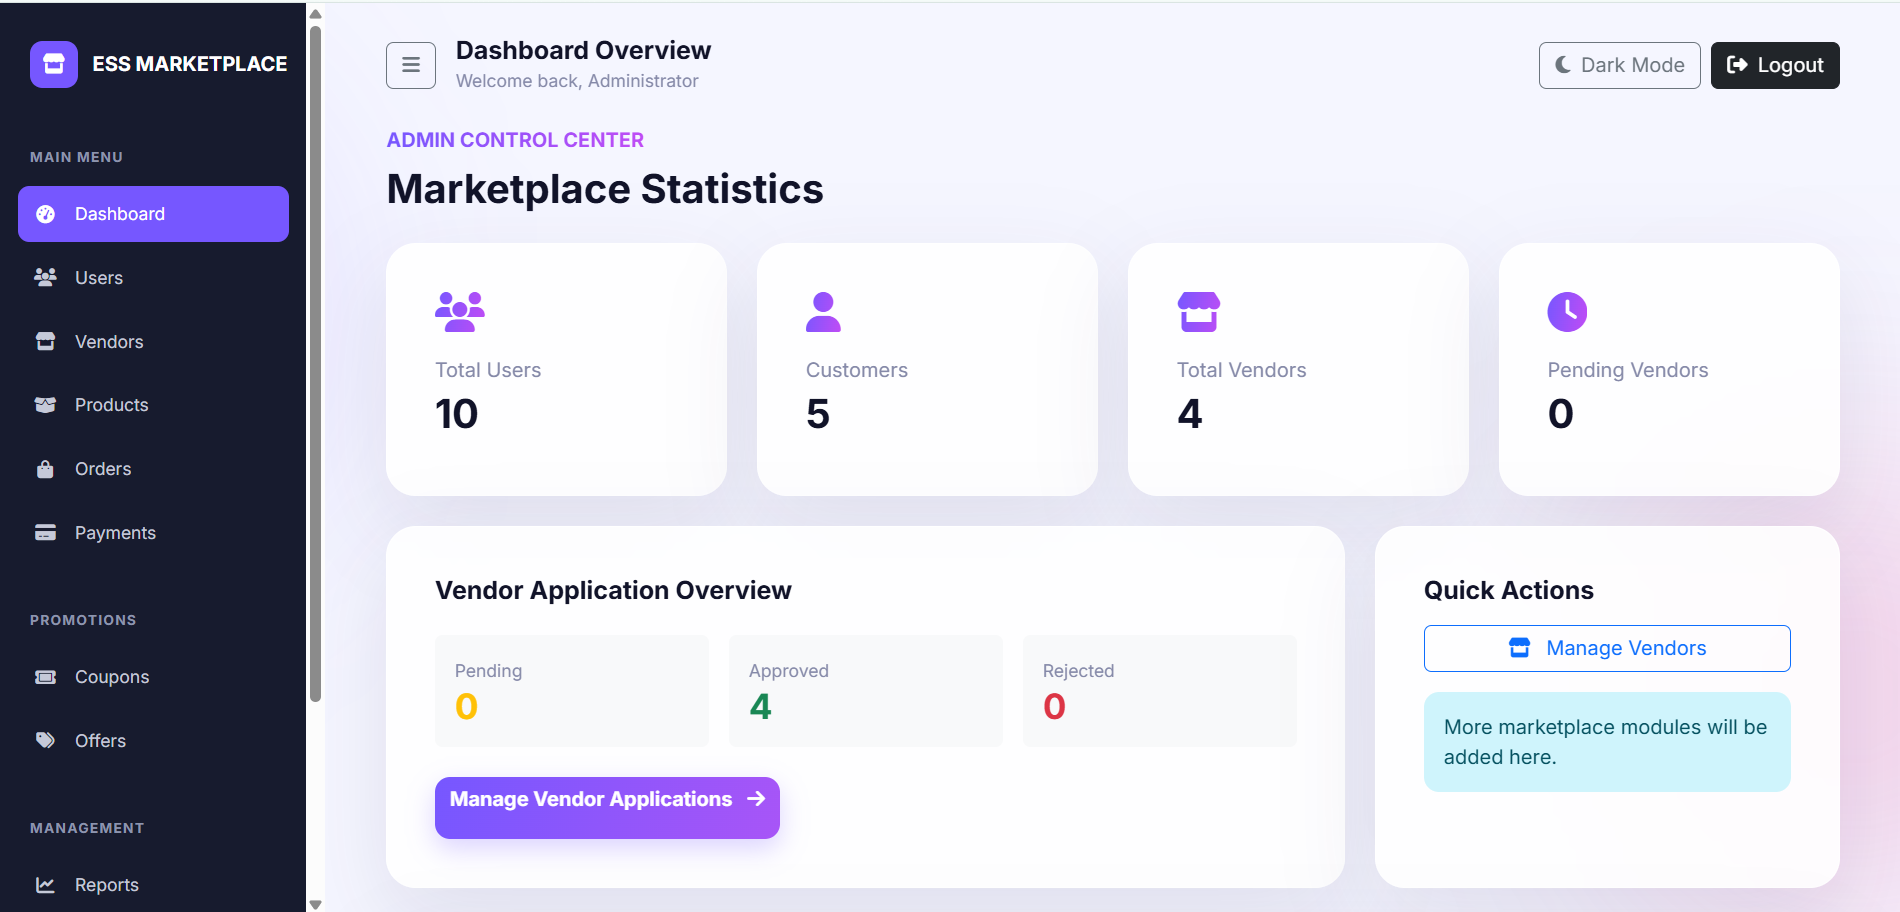 ESS MARKETPLACE
MAIN MENU
Dashboard
Users
Vendors
Products
Orders
Payments
PROMOTIONS
Coupons
Offers
MANAGEMENT
Reports
Dashboard Overview
Welcome back, Administrator
Dark Mode
Logout
ADMIN CONTROL CENTER
Marketplace Statistics
Total Users
10
Customers
5
Total Vendors
4
Pending Vendors
0
Vendor Application Overview
Pending
0
Approved
4
Rejected
0
Manage Vendor Applications
Quick Actions
Manage Vendors
More marketplace modules will be
added here.